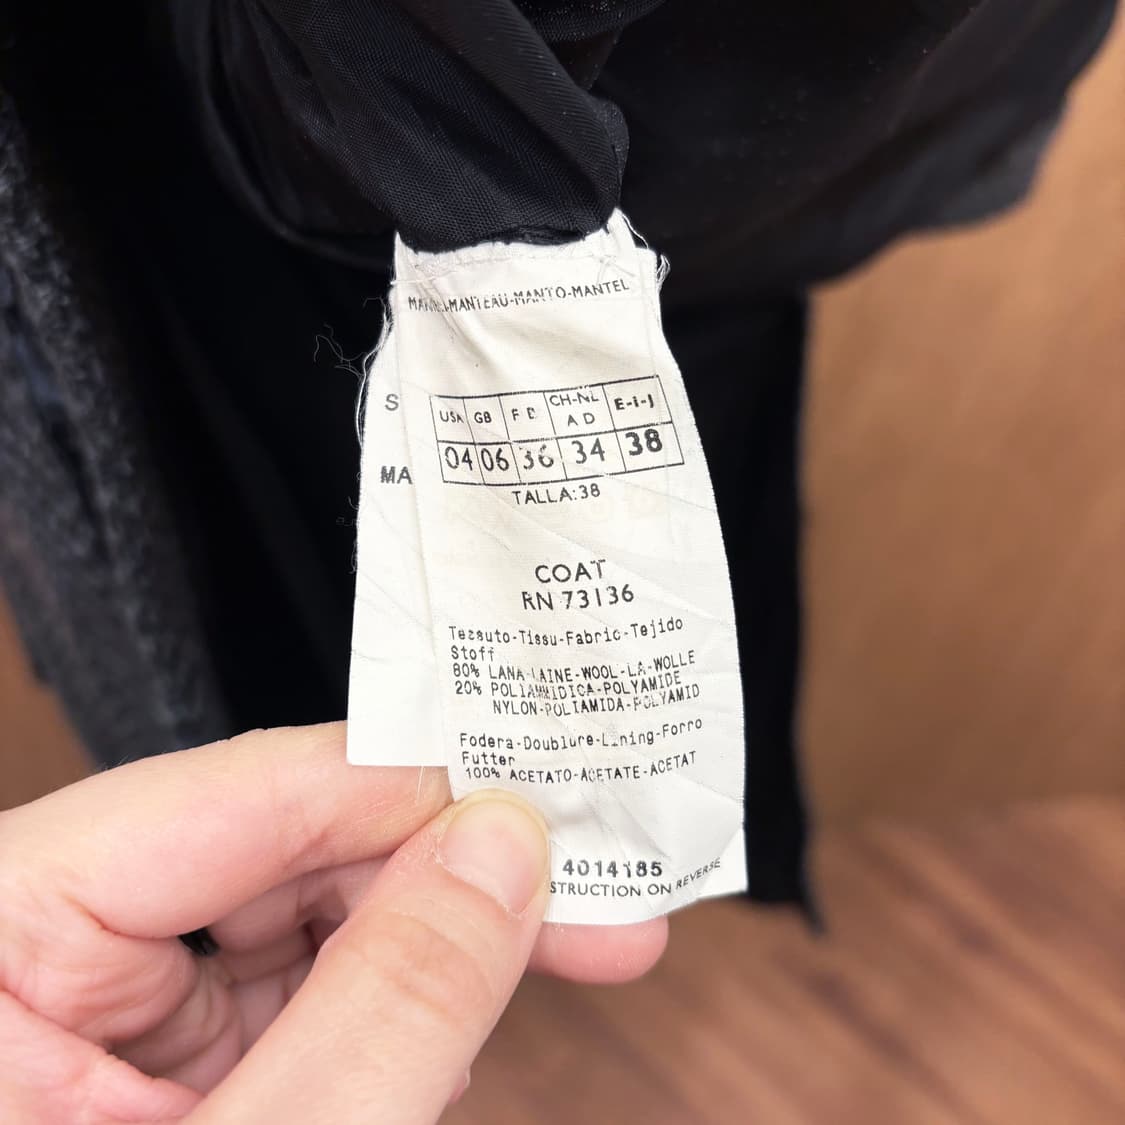 MANTEAU-MANTO-MANTEL
S
USA GB F D CH-NL A D E-i-J
04 06 36 34 38
MA
TALLA:38
COAT
RN 73136
Tessuto-Tissu-Fabric-Tejido
Stoff
80% LANA-LAINE-WOOL-LA-WOLLE
20% POLIAMMIDICA-POLYAMIDE
NYLON-POLIAMIDA-POLYAMID
Fodera-Doublure-Lining-Forro
Futter
100% ACETATO-ACETATE-ACETAT
4014185
STRUCTION ON REVERSE